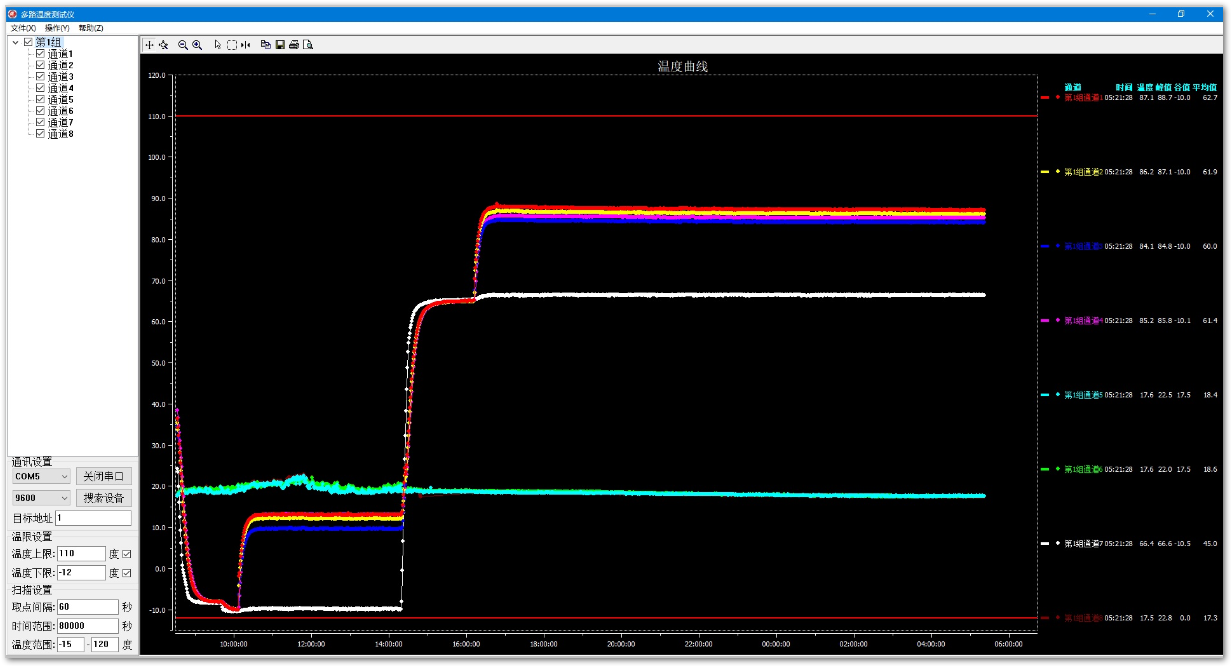 多路温度测试仪
文件(X) 操作(Y) 帮助(Z)
第1组
通道1
通道2
通道3
通道4
通道5
通道6
通道7
通道8
通讯设置
COM5 关闭串口
9600 搜索设备
目标地址 1
温限设置
温度上限: 110 度
温度下限: -12 度
扫描设置
取点间隔: 60 秒
时间范围: 80000 秒
温度范围: -15 - 120 度
温度曲线
120.0
110.0
100.0
90.0
80.0
70.0
60.0
50.0
40.0
30.0
20.0
10.0
0.0
-10.0
10:00:00 12:00:00 14:00:00 16:00:00 18:00:00 20:00:00 22:00:00 00:00:00 02:00:00 04:00:00 06:00:00
通道 时间 温度 峰值 谷值 平均值
第1组通道1 05:21:28 87.1 88.7 -10.0 62.7
第1组通道2 05:21:28 86.2 87.1 -10.0 61.9
第1组通道3 05:21:28 84.1 84.8 -10.0 60.0
第1组通道4 05:21:28 85.2 85.8 -10.1 61.4
第1组通道5 05:21:28 17.6 22.5 17.5 18.4
第1组通道6 05:21:28 17.6 22.0 17.5 18.6
第1组通道7 05:21:28 66.4 66.6 -10.5 45.0
第1组通道8 05:21:28 17.5 22.8 0.0 17.3